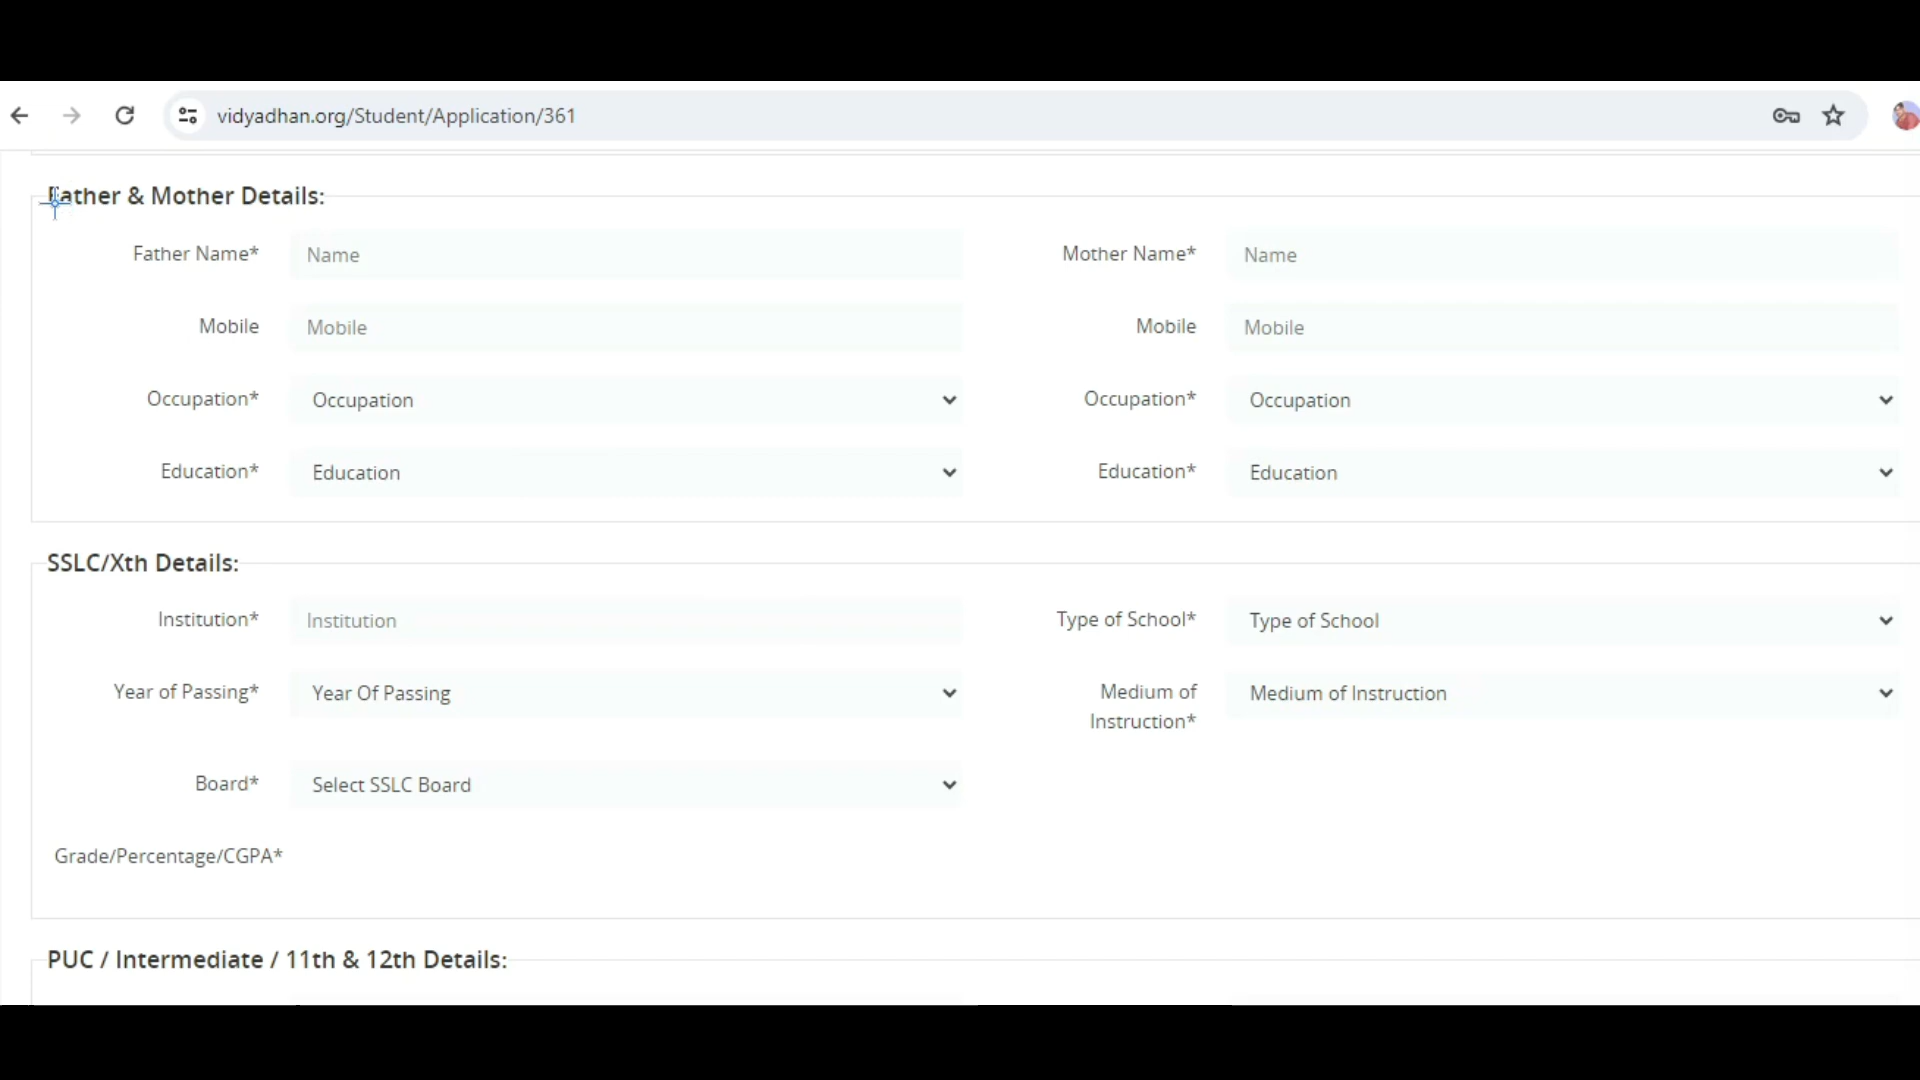 vidyadhan.org/Student/Application/361
Father & Mother Details:
Father Name* Name Mother Name* Name
Mobile Mobile Mobile Mobile
Occupation* Occupation Occupation* Occupation
Education* Education Education* Education
SSLC/Xth Details:
Institution* Institution Type of School* Type of School
Year of Passing* Year Of Passing Medium of Instruction* Medium of Instruction
Board* Select SSLC Board
Grade/Percentage/CGPA*
PUC / Intermediate / 11th & 12th Details: